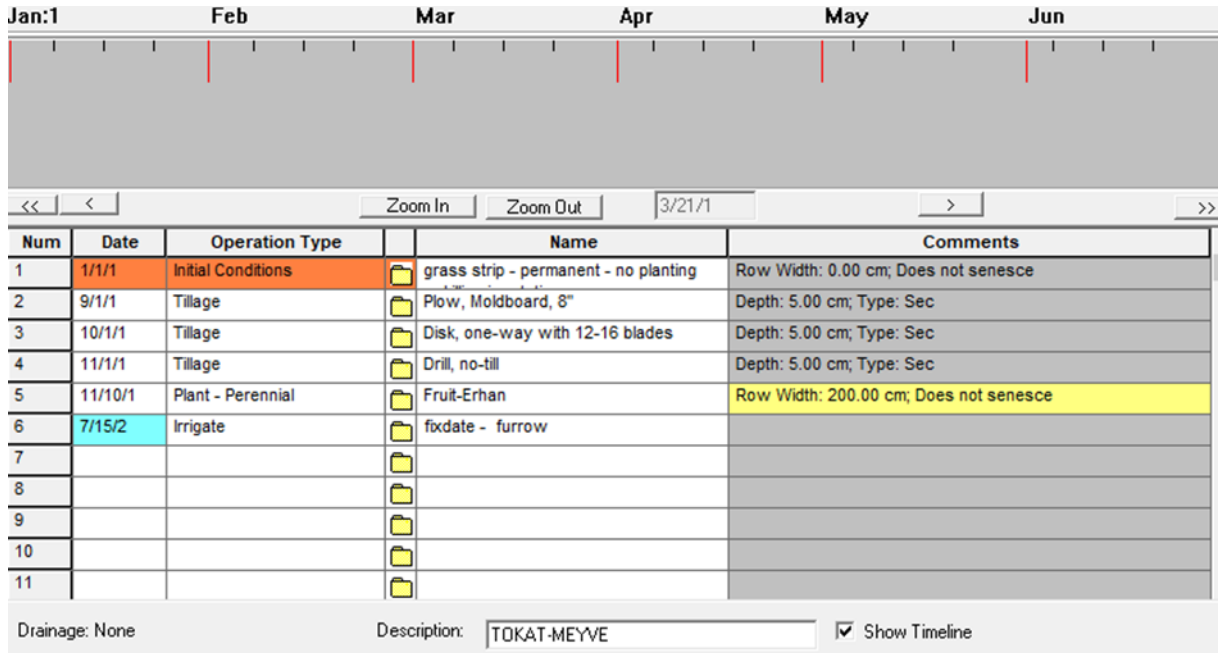 Jan:1 Feb Mar Apr May Jun
<< < Zoom In Zoom Out 3/21/1 > >>
Num Date Operation Type Name Comments
1 1/1/1 Initial Conditions grass strip - permanent - no planting Row Width: 0.00 cm; Does not senesce
2 9/1/1 Tillage Plow, Moldboard, 8" Depth: 5.00 cm; Type: Sec
3 10/1/1 Tillage Disk, one-way with 12-16 blades Depth: 5.00 cm; Type: Sec
4 11/1/1 Tillage Drill, no-till Depth: 5.00 cm; Type: Sec
5 11/10/1 Plant - Perennial Fruit-Erhan Row Width: 200.00 cm; Does not senesce
6 7/15/2 Irrigate fixdate - furrow
7
8
9
10
11
Drainage: None Description: TOKAT-MEYVE Show Timeline